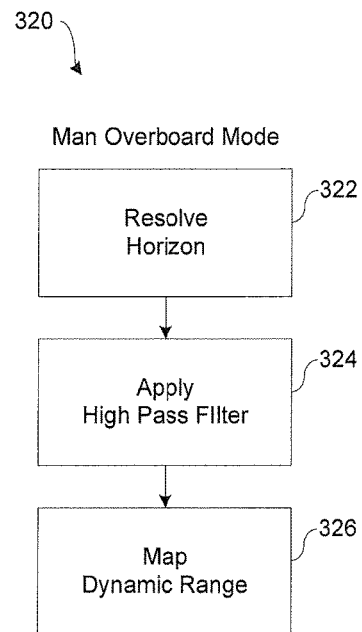 320
Man Overboard Mode
Resolve
Horizon
322
Apply
High Pass FIlter
324
Map
Dynamic Range
326